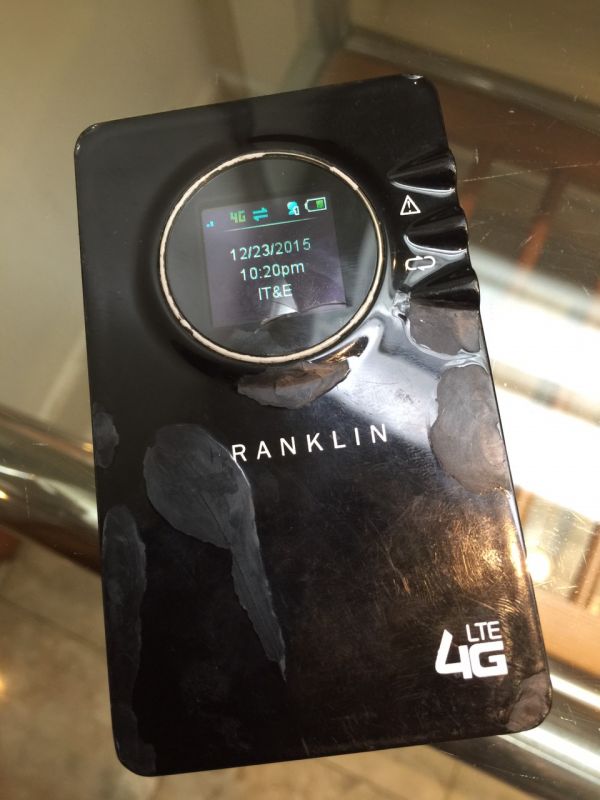 4G
12/23/2015
10:20pm
IT&E
RANKLIN
4G LTE